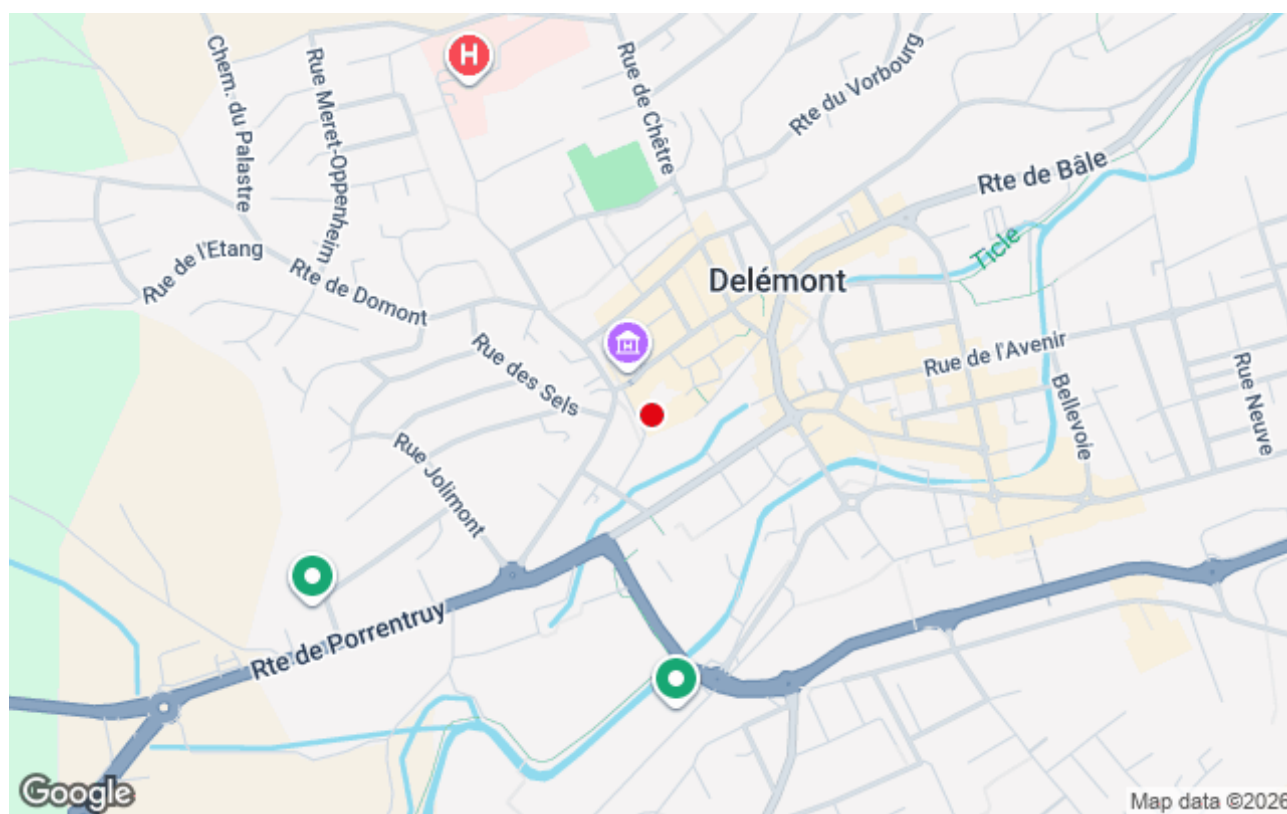 H
Chem. du Palastre
Rue Meret-Oppenheim
Rue de Chêtre
Rte du Vorbourg
Rte de Bâle
Rue de l'Etang
Rte de Domont
Delémont
Ticle
Rue des Sels
Rue de l'Avenir
Bellevoie
Rue Neuve
Rue Jolimont
Rte de Porrentruy
Google
Map data ©2026